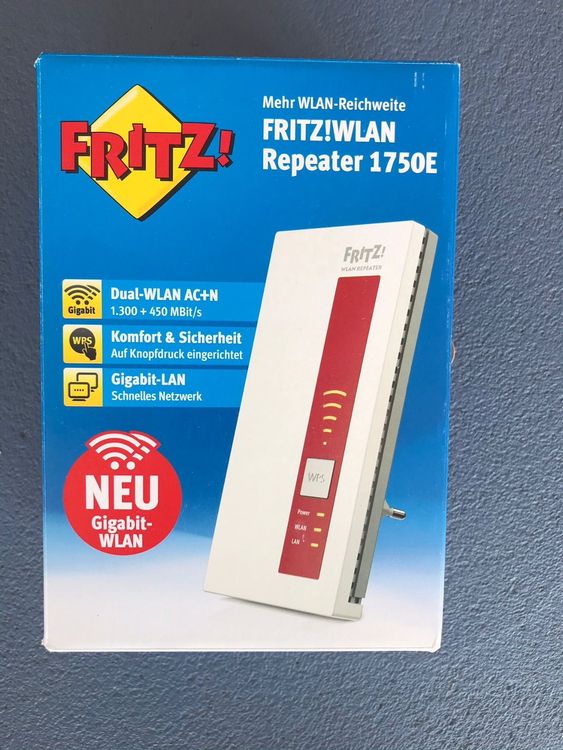 FRITZ!
Mehr WLAN-Reichweite
FRITZ!WLAN
Repeater 1750E
Gigabit
Dual-WLAN AC+N
1.300 + 450 MBit/s
WPS
Komfort & Sicherheit
Auf Knopfdruck eingerichtet
Gigabit-LAN
Schnelles Netzwerk
NEU
Gigabit-
WLAN
FRITZ!
WLAN REPEATER
WPS
Power
WLAN
LAN